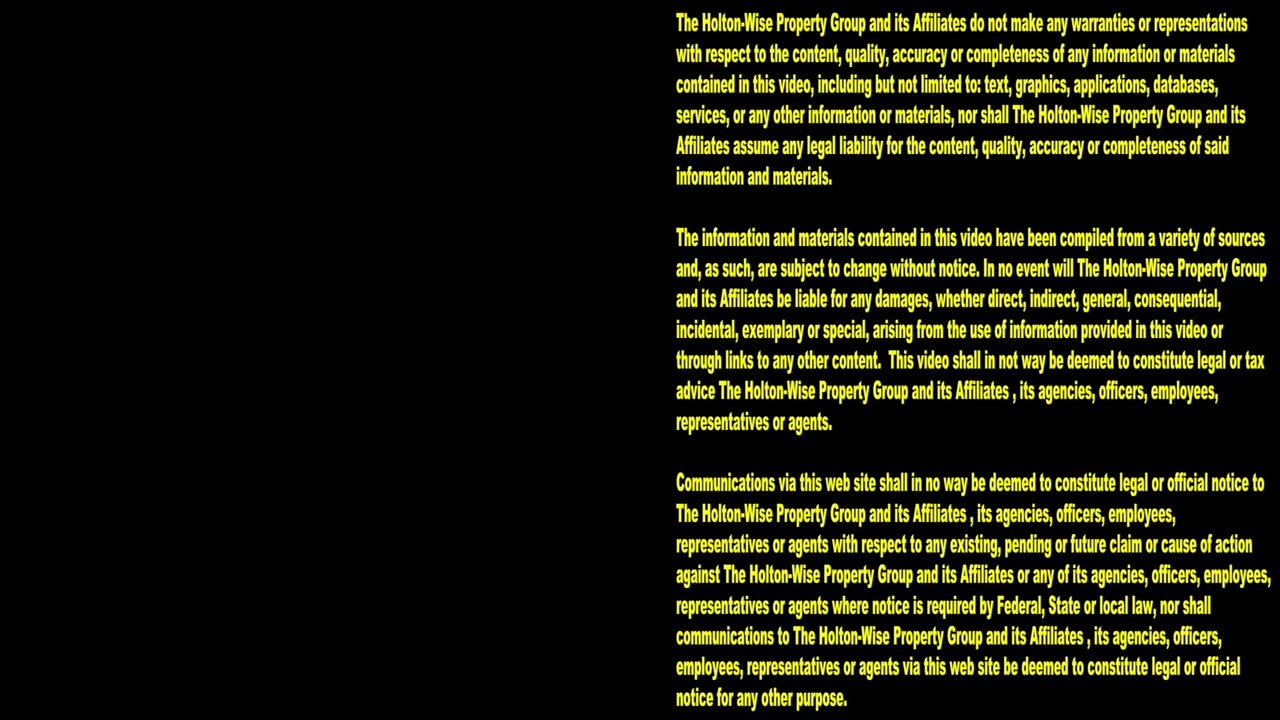 The Holton-Wise Property Group and its Affiliates do not make any warranties or representations
with respect to the content, quality, accuracy or completeness of any information or materials
contained in this video, including but not limited to: text, graphics, applications, databases,
services, or any other information or materials, nor shall The Holton-Wise Property Group and its
Affiliates assume any legal liability for the content, quality, accuracy or completeness of said
information and materials.
The information and materials contained in this video have been compiled from a variety of sources
and, as such, are subject to change without notice. In no event will The Holton-Wise Property Group
and its Affiliates be liable for any damages, whether direct, indirect, general, consequential,
incidental, exemplary or special, arising from the use of information provided in this video or
through links to any other content.  This video shall in not way be deemed to constitute legal or tax
advice The Holton-Wise Property Group and its Affiliates , its agencies, officers, employees,
representatives or agents.
Communications via this web site shall in no way be deemed to constitute legal or official notice to
The Holton-Wise Property Group and its Affiliates , its agencies, officers, employees,
representatives or agents with respect to any existing, pending or future claim or cause of action
against The Holton-Wise Property Group and its Affiliates or any of its agencies, officers, employees,
representatives or agents where notice is required by Federal, State or local law, nor shall
communications to The Holton-Wise Property Group and its Affiliates , its agencies, officers,
employees, representatives or agents via this web site be deemed to constitute legal or official
notice for any other purpose.